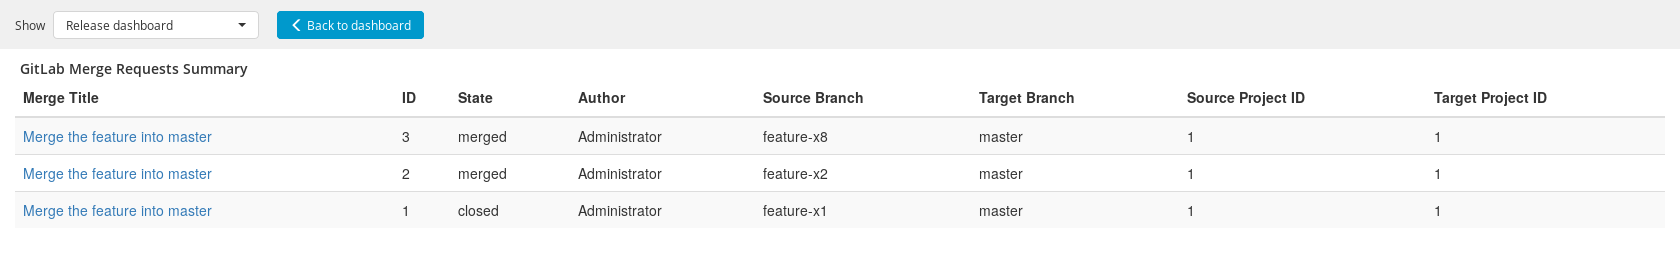 Show Release dashboard Back to dashboard
GitLab Merge Requests Summary
Merge Title ID State Author Source Branch Target Branch Source Project ID Target Project ID
Merge the feature into master 3 merged Administrator feature-x8 master 1 1
Merge the feature into master 2 merged Administrator feature-x2 master 1 1
Merge the feature into master 1 closed Administrator feature-x1 master 1 1